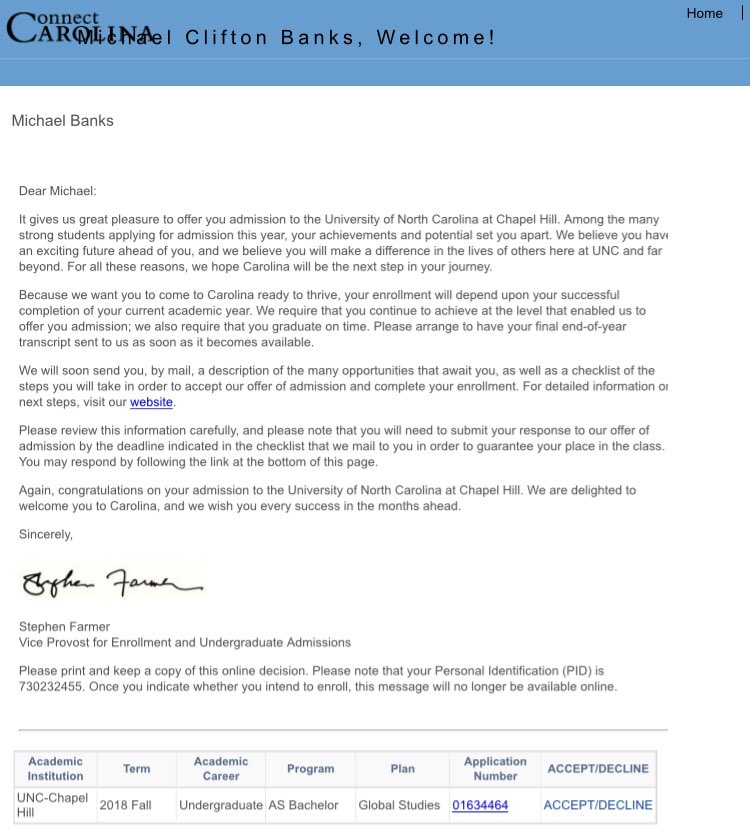 Home |
Connect
CAROLINA
Michael Clifton Banks, Welcome!
Michael Banks
Dear Michael:
It gives us great pleasure to offer you admission to the University of North Carolina at Chapel Hill. Among the many
strong students applying for admission this year, your achievements and potential set you apart. We believe you have
an exciting future ahead of you, and we believe you will make a difference in the lives of others here at UNC and far
beyond. For all these reasons, we hope Carolina will be the next step in your journey.
Because we want you to come to Carolina ready to thrive, your enrollment will depend upon your successful
completion of your current academic year. We require that you continue to achieve at the level that enabled us to
offer you admission; we also require that you graduate on time. Please arrange to have your final end-of-year
transcript sent to us as soon as it becomes available.
We will soon send you, by mail, a description of the many opportunities that await you, as well as a checklist of the
steps you will take in order to accept our offer of admission and complete your enrollment. For detailed information on
next steps, visit our website.
Please review this information carefully, and please note that you will need to submit your response to our offer of
admission by the deadline indicated in the checklist that we mail to you in order to guarantee your place in the class.
You may respond by following the link at the bottom of this page.
Again, congratulations on your admission to the University of North Carolina at Chapel Hill. We are delighted to
welcome you to Carolina, and we wish you every success in the months ahead.
Sincerely,
Stephen Farmer
Stephen Farmer
Vice Provost for Enrollment and Undergraduate Admissions
Please print and keep a copy of this online decision. Please note that your Personal Identification (PID) is
730232455. Once you indicate whether you intend to enroll, this message will no longer be available online.
Academic Institution Term Academic Career Program Plan Application Number ACCEPT/DECLINE
UNC-Chapel Hill 2018 Fall Undergraduate AS Bachelor Global Studies 01634464 ACCEPT/DECLINE